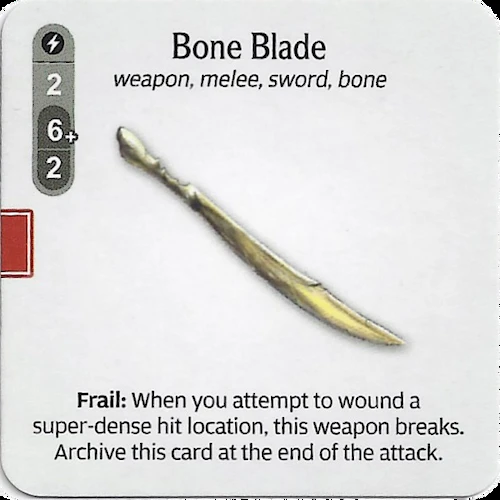 Bone Blade
weapon, melee, sword, bone
2
6+
2
Frail: When you attempt to wound a
super-dense hit location, this weapon breaks.
Archive this card at the end of the attack.